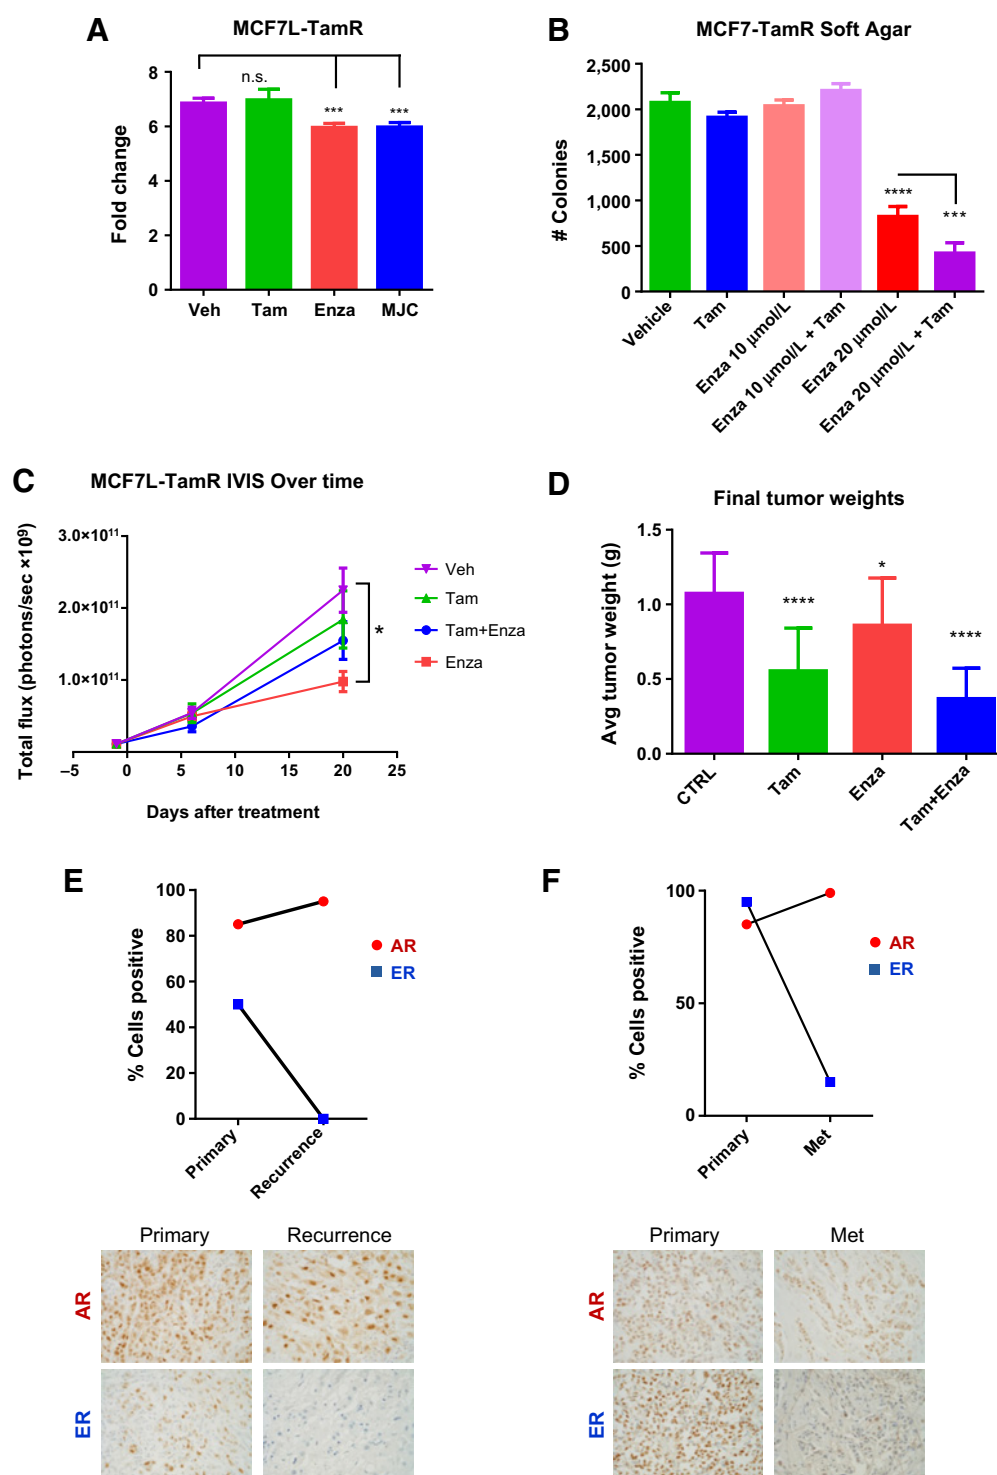 A
MCF7L-TamR
Fold change
8
6
4
2
0
n.s.
***
***
Veh
Tam
Enza
MJC
B
MCF7-TamR Soft Agar
# Colonies
2,500
2,000
1,500
1,000
500
0
****
***
Vehicle
Tam
Enza 10 μmol/L
Enza 10 μmol/L + Tam
Enza 20 μmol/L
Enza 20 μmol/L + Tam
C
MCF7L-TamR IVIS Over time
Total flux (photons/sec ×10⁹)
3.0×10¹¹
2.0×10¹¹
1.0×10¹¹
–5
0
5
10
15
20
25
Days after treatment
*
Veh
Tam
Tam+Enza
Enza
D
Final tumor weights
Avg tumor weight (g)
1.5
1.0
0.5
0.0
****
*
****
CTRL
Tam
Enza
Tam+Enza
E
% Cells positive
100
80
60
40
20
0
Primary
Recurrence
AR
ER
Primary
Recurrence
AR
ER
F
% Cells positive
100
50
0
Primary
Met
AR
ER
Primary
Met
AR
ER